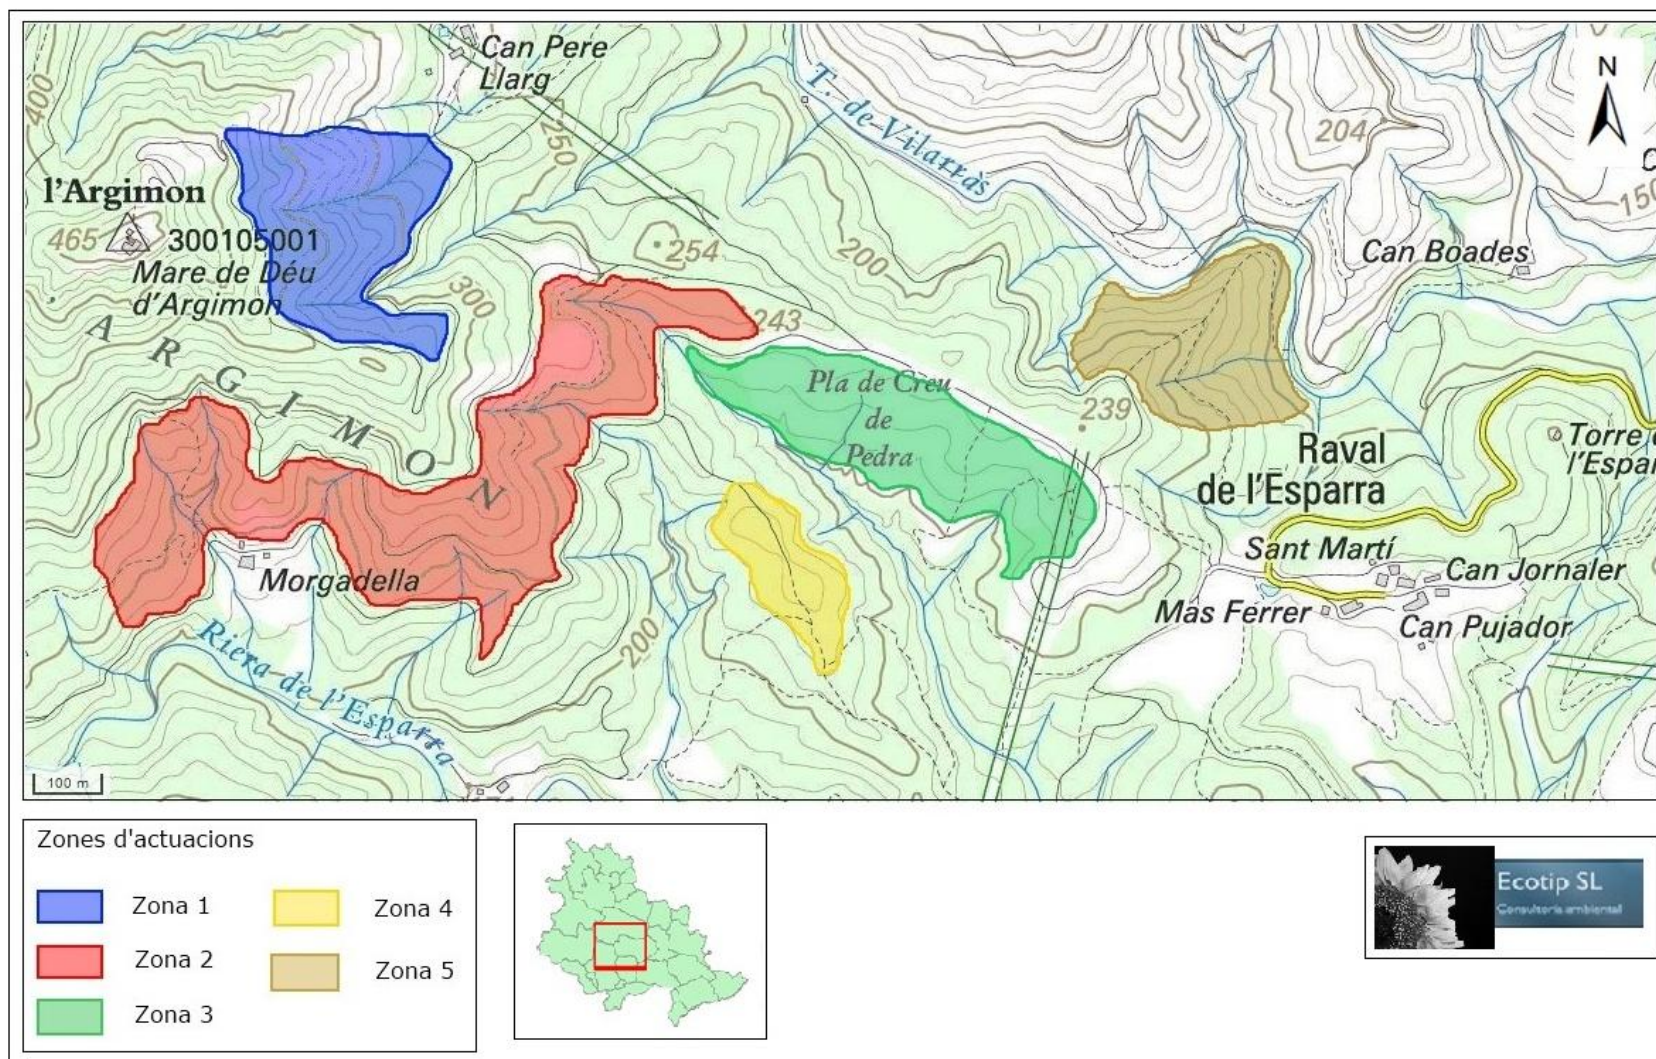 Can Pere
Llarg
N
400
250
T. de Vilarràs
204
150
l'Argimon
465
300105001
Mare de Déu
d'Argimon
254
200
Can Boades
300
243
ARGIMON
Pla de Creu
de
Pedra
239
Raval
de l'Esparra
Torre
l'Espar
Sant Martí
Can Jornaler
Morgadella
Mas Ferrer
Can Pujador
200
Riera de l'Esparra
100 m
Zones d'actuacions
Zona 1
Zona 4
Zona 2
Zona 5
Zona 3
Ecotip SL
Consultoria ambiental